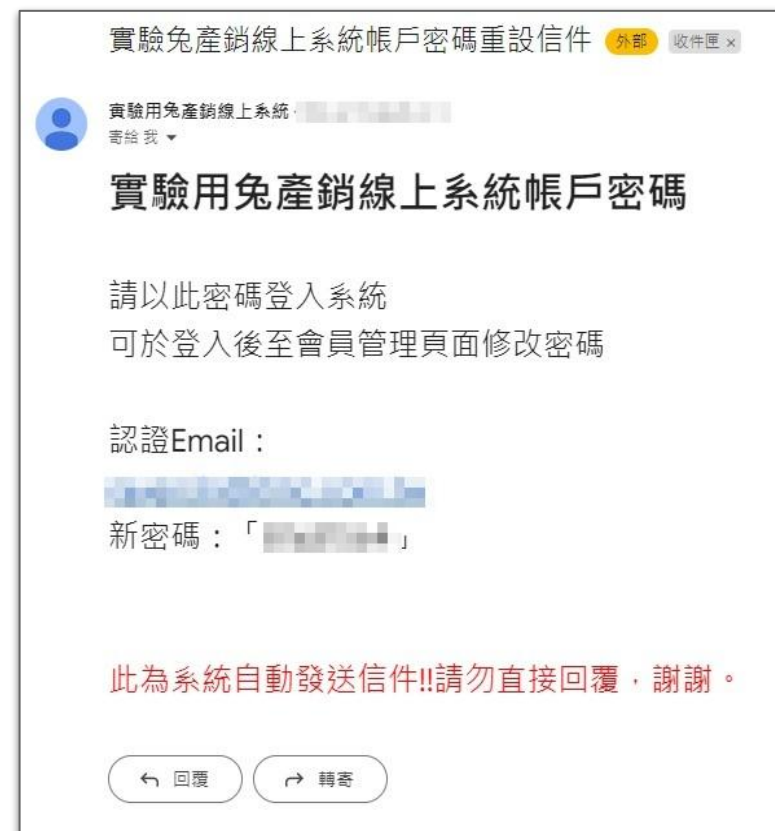 實驗兔產銷線上系統帳戶密碼重設信件 外部 收件匣 ×
實驗用兔產銷線上系統
寄給 我
實驗用兔產銷線上系統帳戶密碼
請以此密碼登入系統
可於登入後至會員管理頁面修改密碼
認證Email：
新密碼：「 」
此為系統自動發送信件!!請勿直接回覆，謝謝。
回覆 轉寄